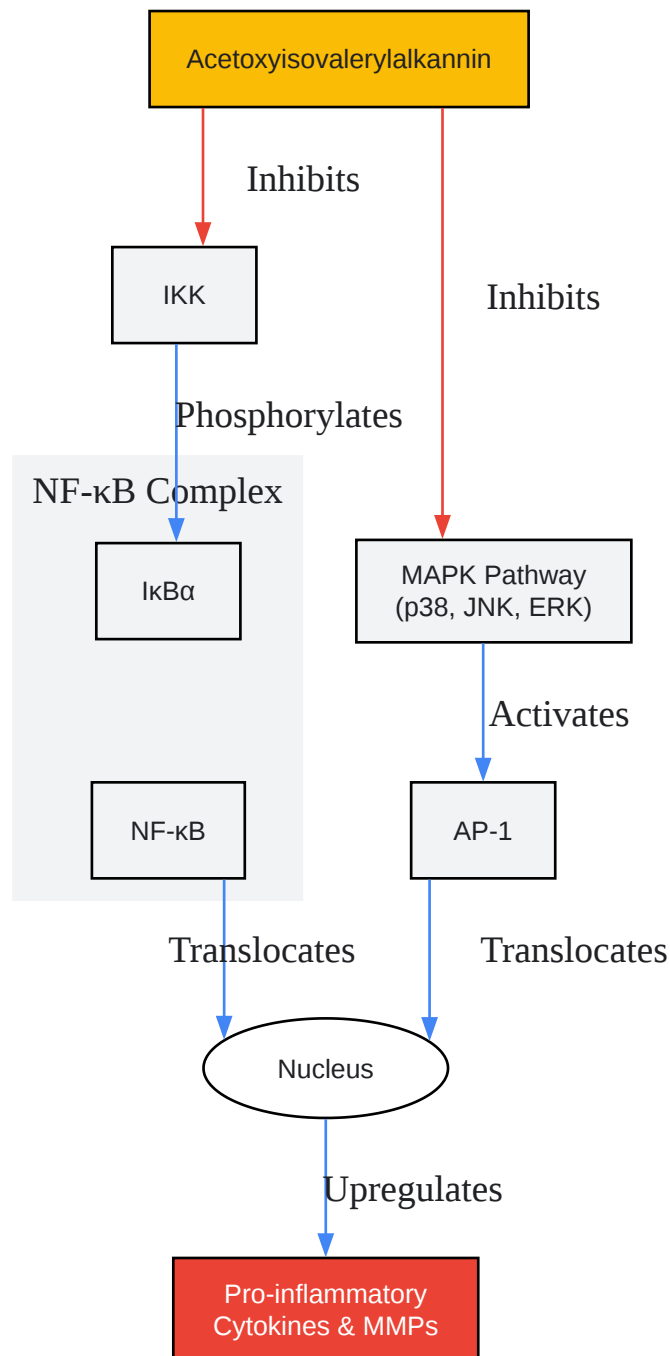 Acetoxyisovalerylalkannin
Inhibits
IKK
Inhibits
Phosphorylates
NF-κB Complex
IκBα
MAPK Pathway
(p38, JNK, ERK)
Activates
NF-κB
AP-1
Translocates
Translocates
Nucleus
Upregulates
Pro-inflammatory
Cytokines & MMPs